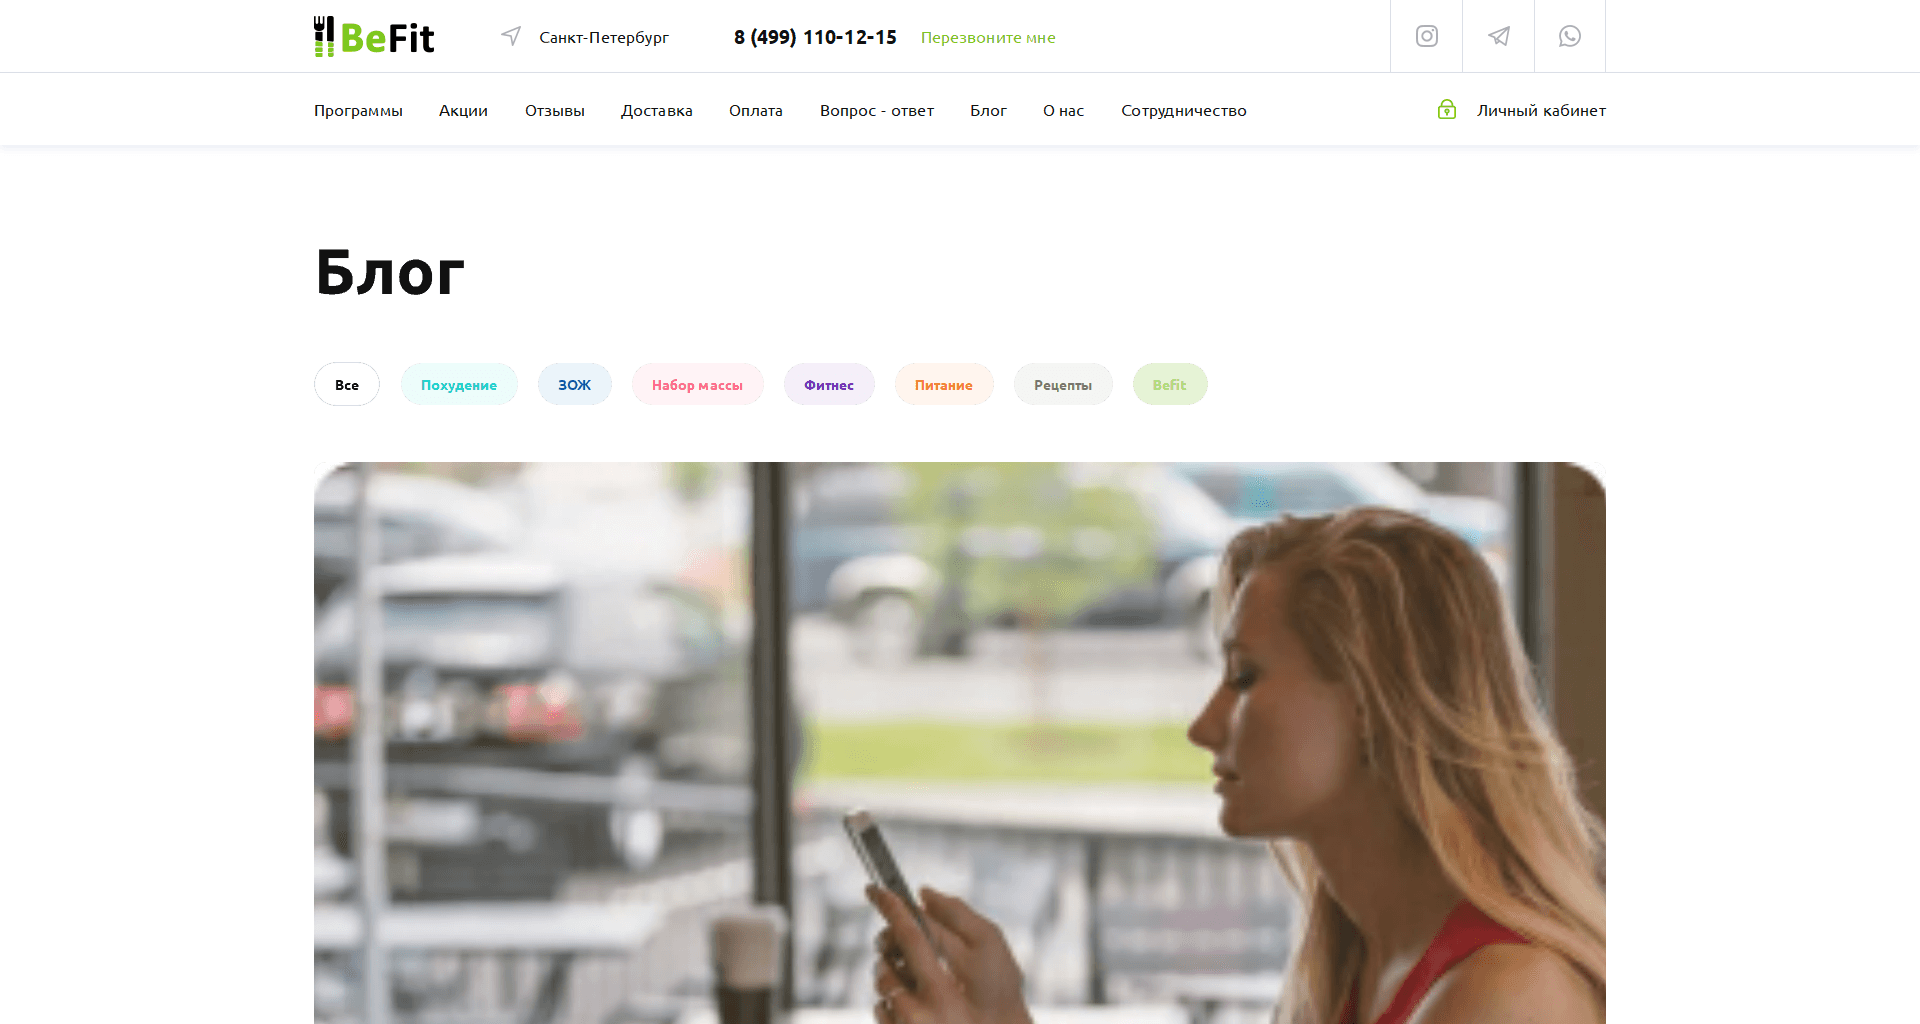 BeFit
Санкт-Петербург
8 (499) 110-12-15
Перезвоните мне
Программы
Акции
Отзывы
Доставка
Оплата
Вопрос - ответ
Блог
О нас
Сотрудничество
Личный кабинет
Блог
Все
Похудение
ЗОЖ
Набор массы
Фитнес
Питание
Рецепты
Befit